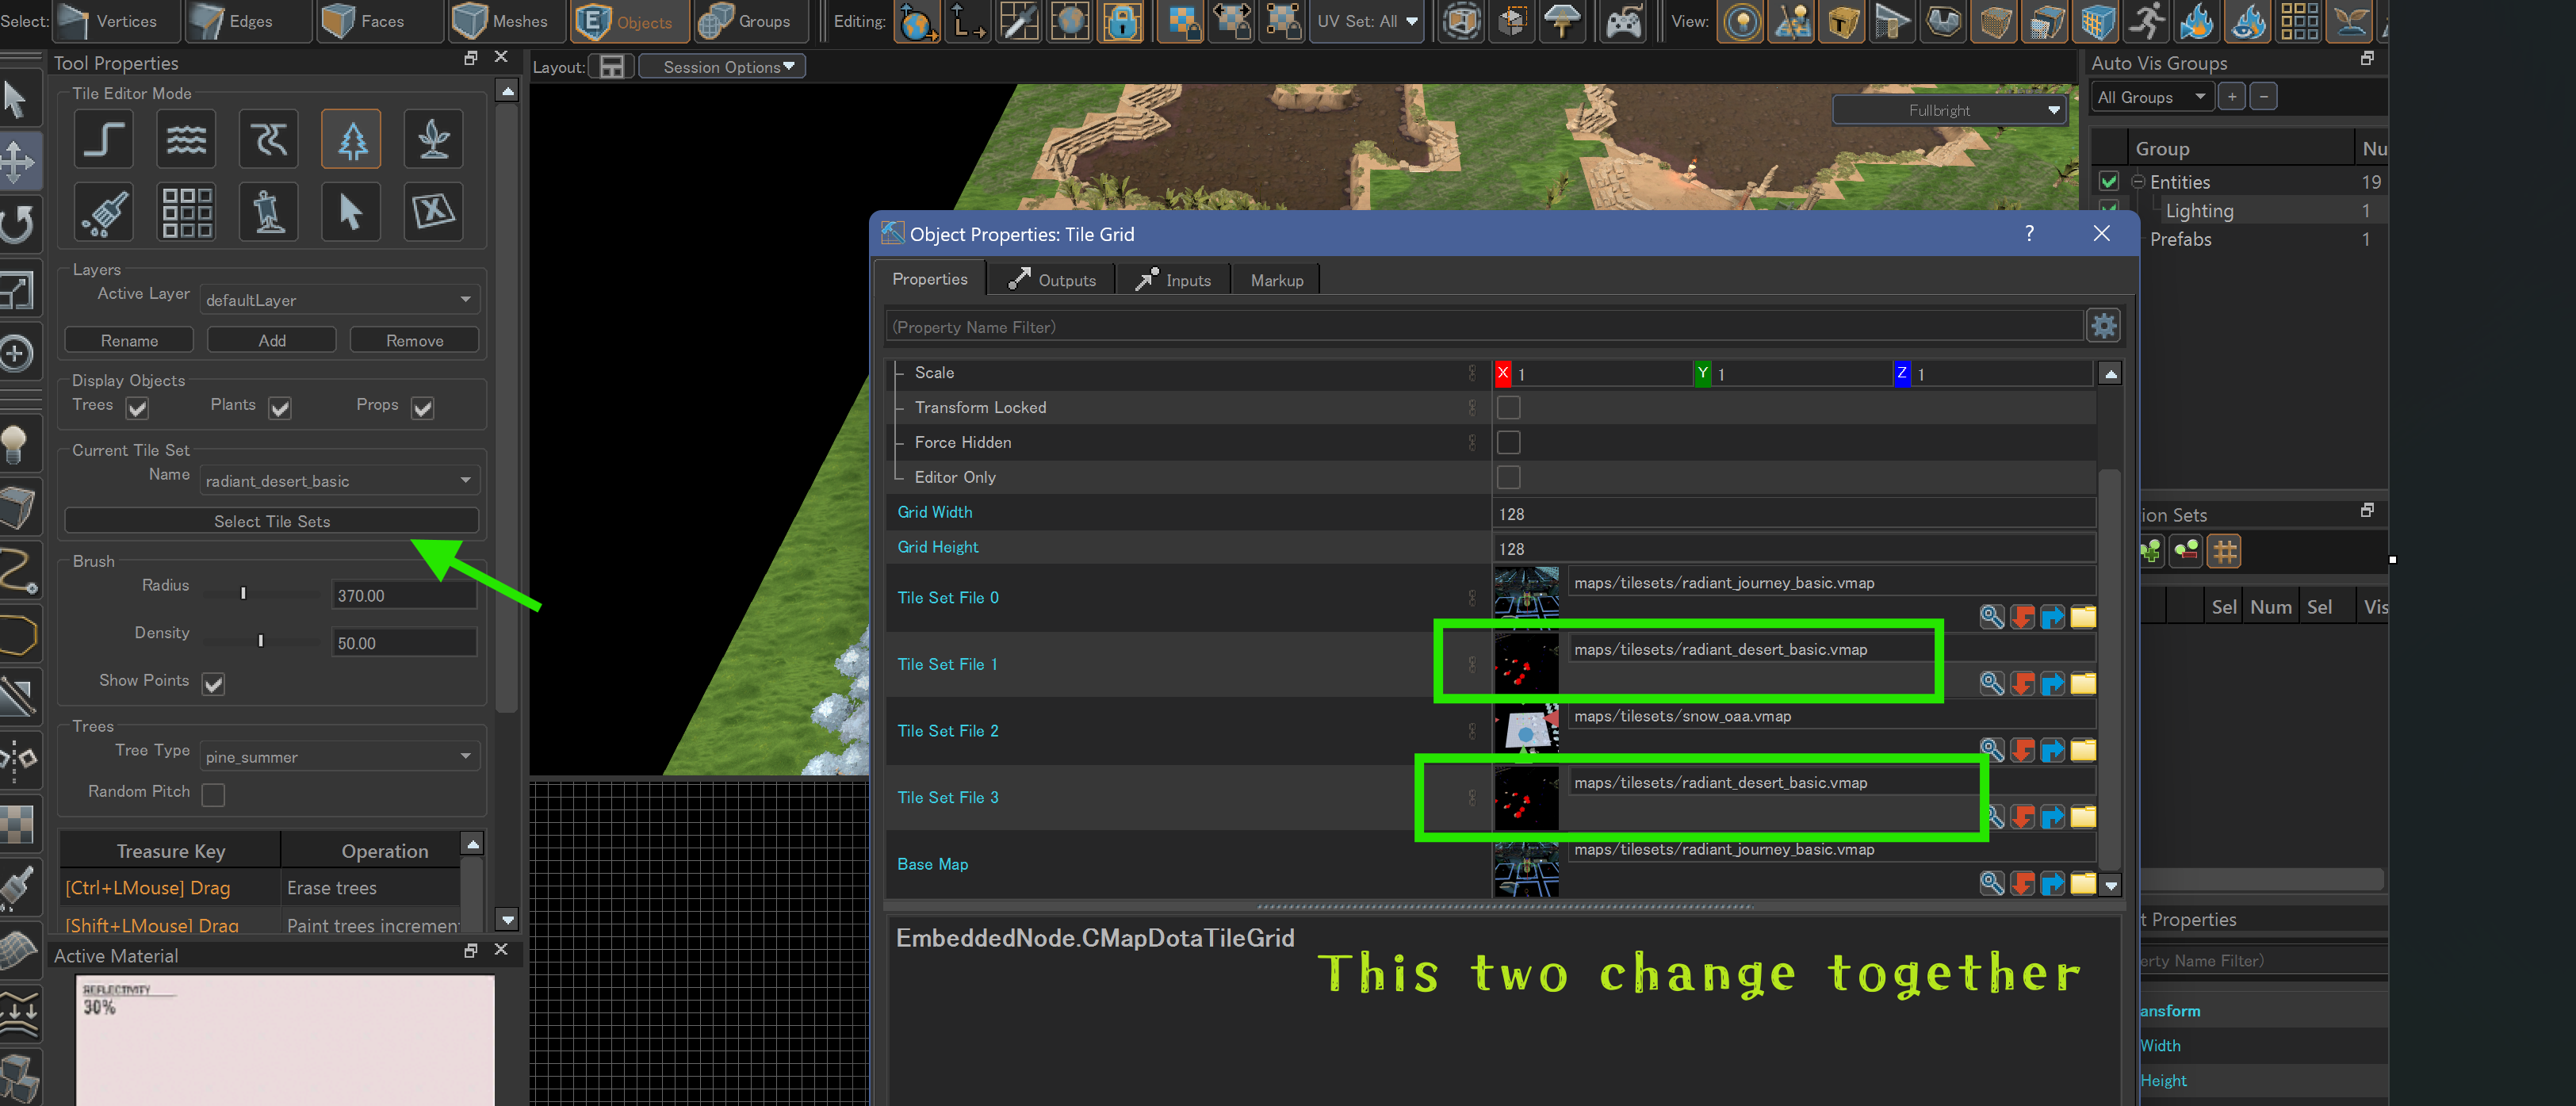 Select:
Vertices
Edges
Faces
Meshes
Objects
Groups
Editing:
UV Set: All
View:
Tool Properties
Tile Editor Mode
Layers
Active Layer
defaultLayer
Rename
Add
Remove
Display Objects
Trees
Plants
Props
Current Tile Set
Name
radiant_desert_basic
Select Tile Sets
Brush
Radius
370.00
Density
50.00
Show Points
Trees
Tree Type
pine_summer
Random Pitch
Treasure Key
Operation
[Ctrl+LMouse] Drag
Erase trees
[Shift+LMouse] Drag
Paint trees increment
Active Material
REFLECTIVITY
30%
Layout:
Session Options
Fullbright
Object Properties: Tile Grid
?
Properties
Outputs
Inputs
Markup
(Property Name Filter)
Scale
X 1
Y 1
Z 1
Transform Locked
Force Hidden
Editor Only
Grid Width
128
Grid Height
128
Tile Set File 0
maps/tilesets/radiant_journey_basic.vmap
Tile Set File 1
maps/tilesets/radiant_desert_basic.vmap
Tile Set File 2
maps/tilesets/snow_oaa.vmap
Tile Set File 3
maps/tilesets/radiant_desert_basic.vmap
Base Map
maps/tilesets/radiant_journey_basic.vmap
EmbeddedNode.CMapDotaTileGrid
This two change together
Auto Vis Groups
All Groups
+
−
Group
Nu
Entities
19
Lighting
1
Prefabs
1
ion Sets
Sel
Num
Sel
Vis
t Properties
erty Name Filter)
ansform
Width
Height